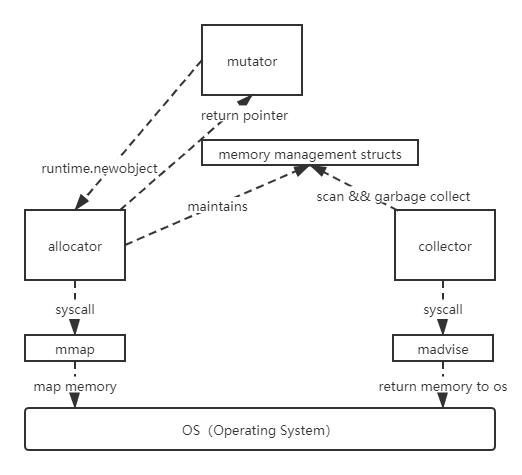 mutator
return pointer
memory management structs
runtime.newobject
maintains
scan && garbage collect
allocator
collector
syscall
syscall
mmap
madvise
map memory
return memory to os
OS（Operating System）